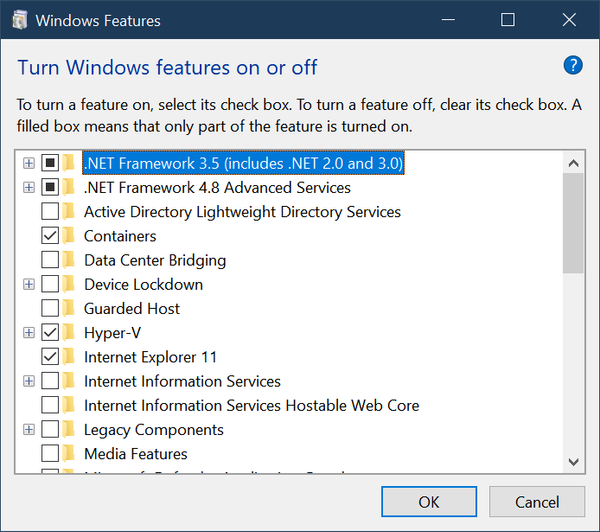 Windows Features
Turn Windows features on or off
?
To turn a feature on, select its check box. To turn a feature off, clear its check box. A
filled box means that only part of the feature is turned on.
.NET Framework 3.5 (includes .NET 2.0 and 3.0)
.NET Framework 4.8 Advanced Services
Active Directory Lightweight Directory Services
Containers
Data Center Bridging
Device Lockdown
Guarded Host
Hyper-V
Internet Explorer 11
Internet Information Services
Internet Information Services Hostable Web Core
Legacy Components
Media Features
OK Cancel